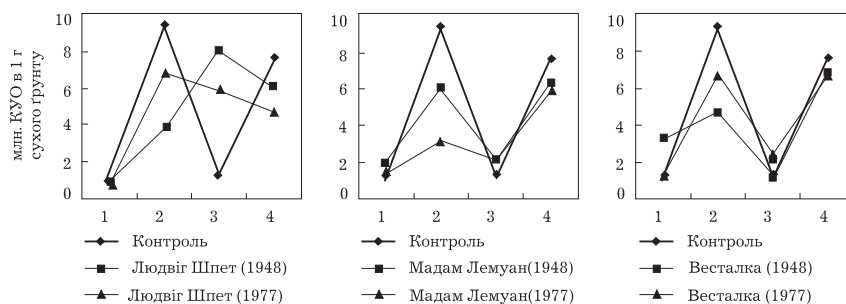 млн. КУО в 1 г
сухого ґрунту
10
8
6
4
2
0
1 2 3 4
Контроль
Людвіг Шпет (1948)
Людвіг Шпет (1977)
10
8
6
4
2
0
1 2 3 4
Контроль
Мадам Лемуан(1948)
Мадам Лемуан(1977)
10
8
6
4
2
0
1 2 3 4
Контроль
Весталка (1948)
Весталка (1977)